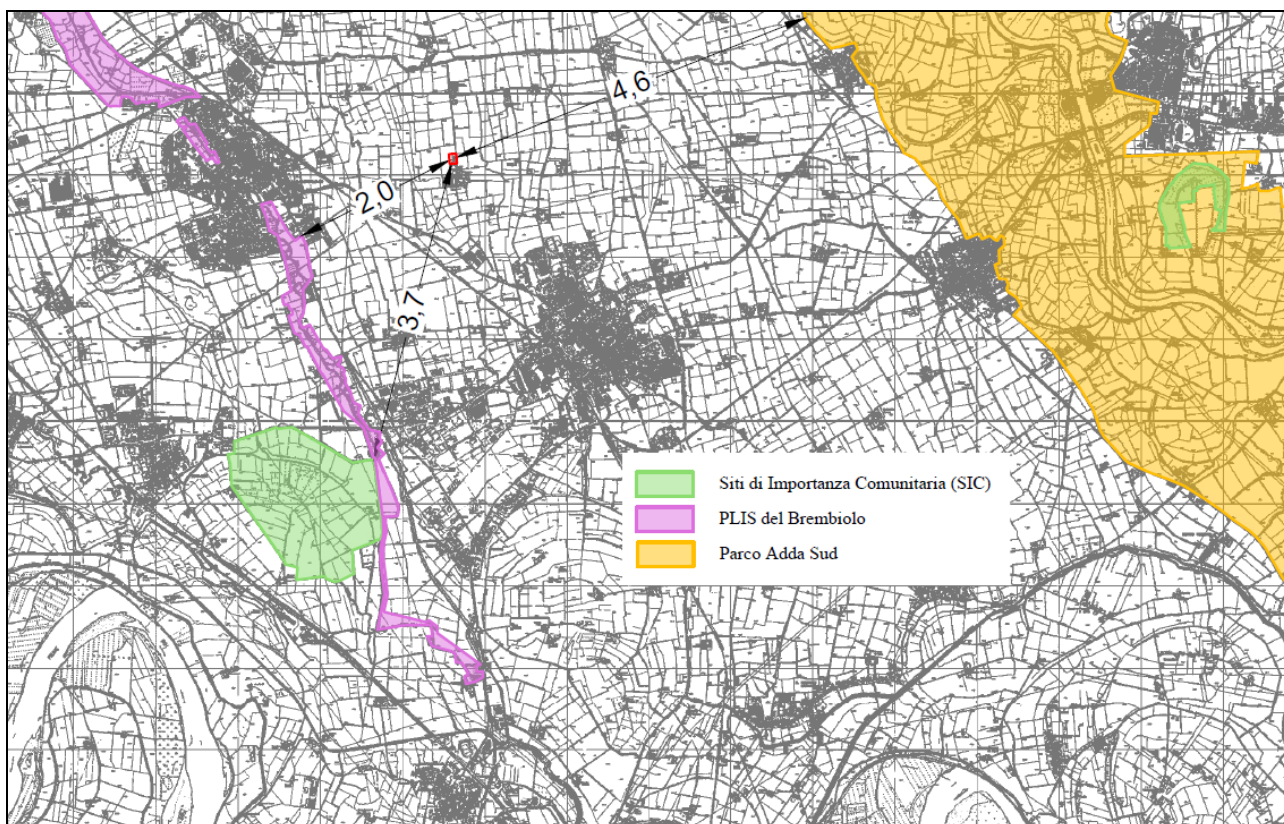 4,6
2,0
3,7
Siti di Importanza Comunitaria (SIC)
PLIS del Brembiolo
Parco Adda Sud